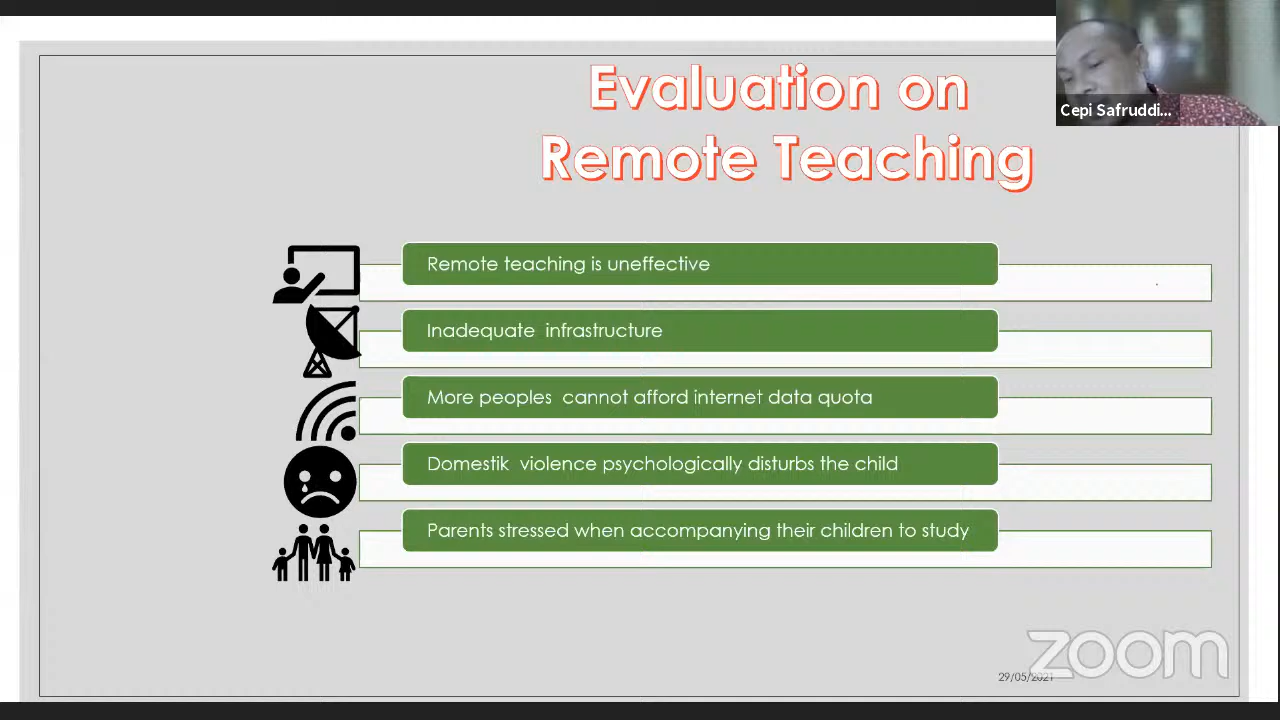 Evaluation on
Remote Teaching
Cepi Safruddi...
Remote teaching is uneffective
Inadequate infrastructure
More peoples cannot afford internet data quota
Domestik violence psychologically disturbs the child
Parents stressed when accompanying their children to study
zoom
29/05/2021